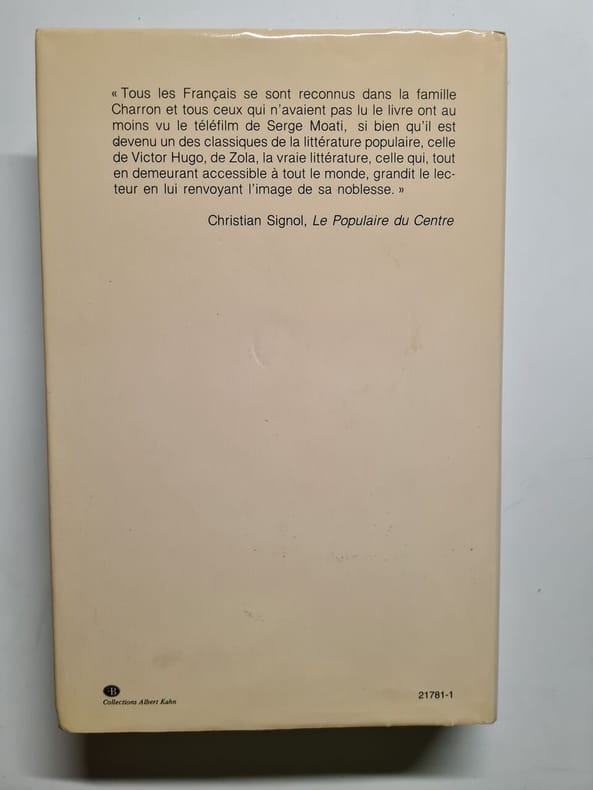 « Tous les Français se sont reconnus dans la famille
Charron et tous ceux qui n'avaient pas lu le livre ont au
moins vu le téléfilm de Serge Moati, si bien qu'il est
devenu un des classiques de la littérature populaire, celle
de Victor Hugo, de Zola, la vraie littérature, celle qui, tout
en demeurant accessible à tout le monde, grandit le lec-
teur en lui renvoyant l'image de sa noblesse. »
Christian Signol, Le Populaire du Centre
Collections Albert Kahn
21781-1